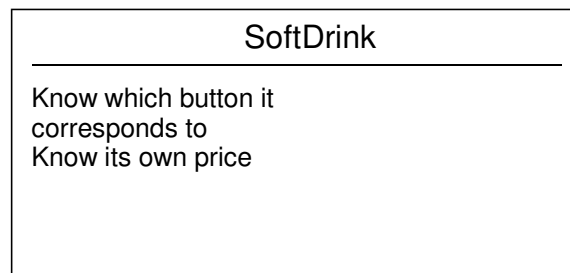 SoftDrink
Know which button it
corresponds to
Know its own price